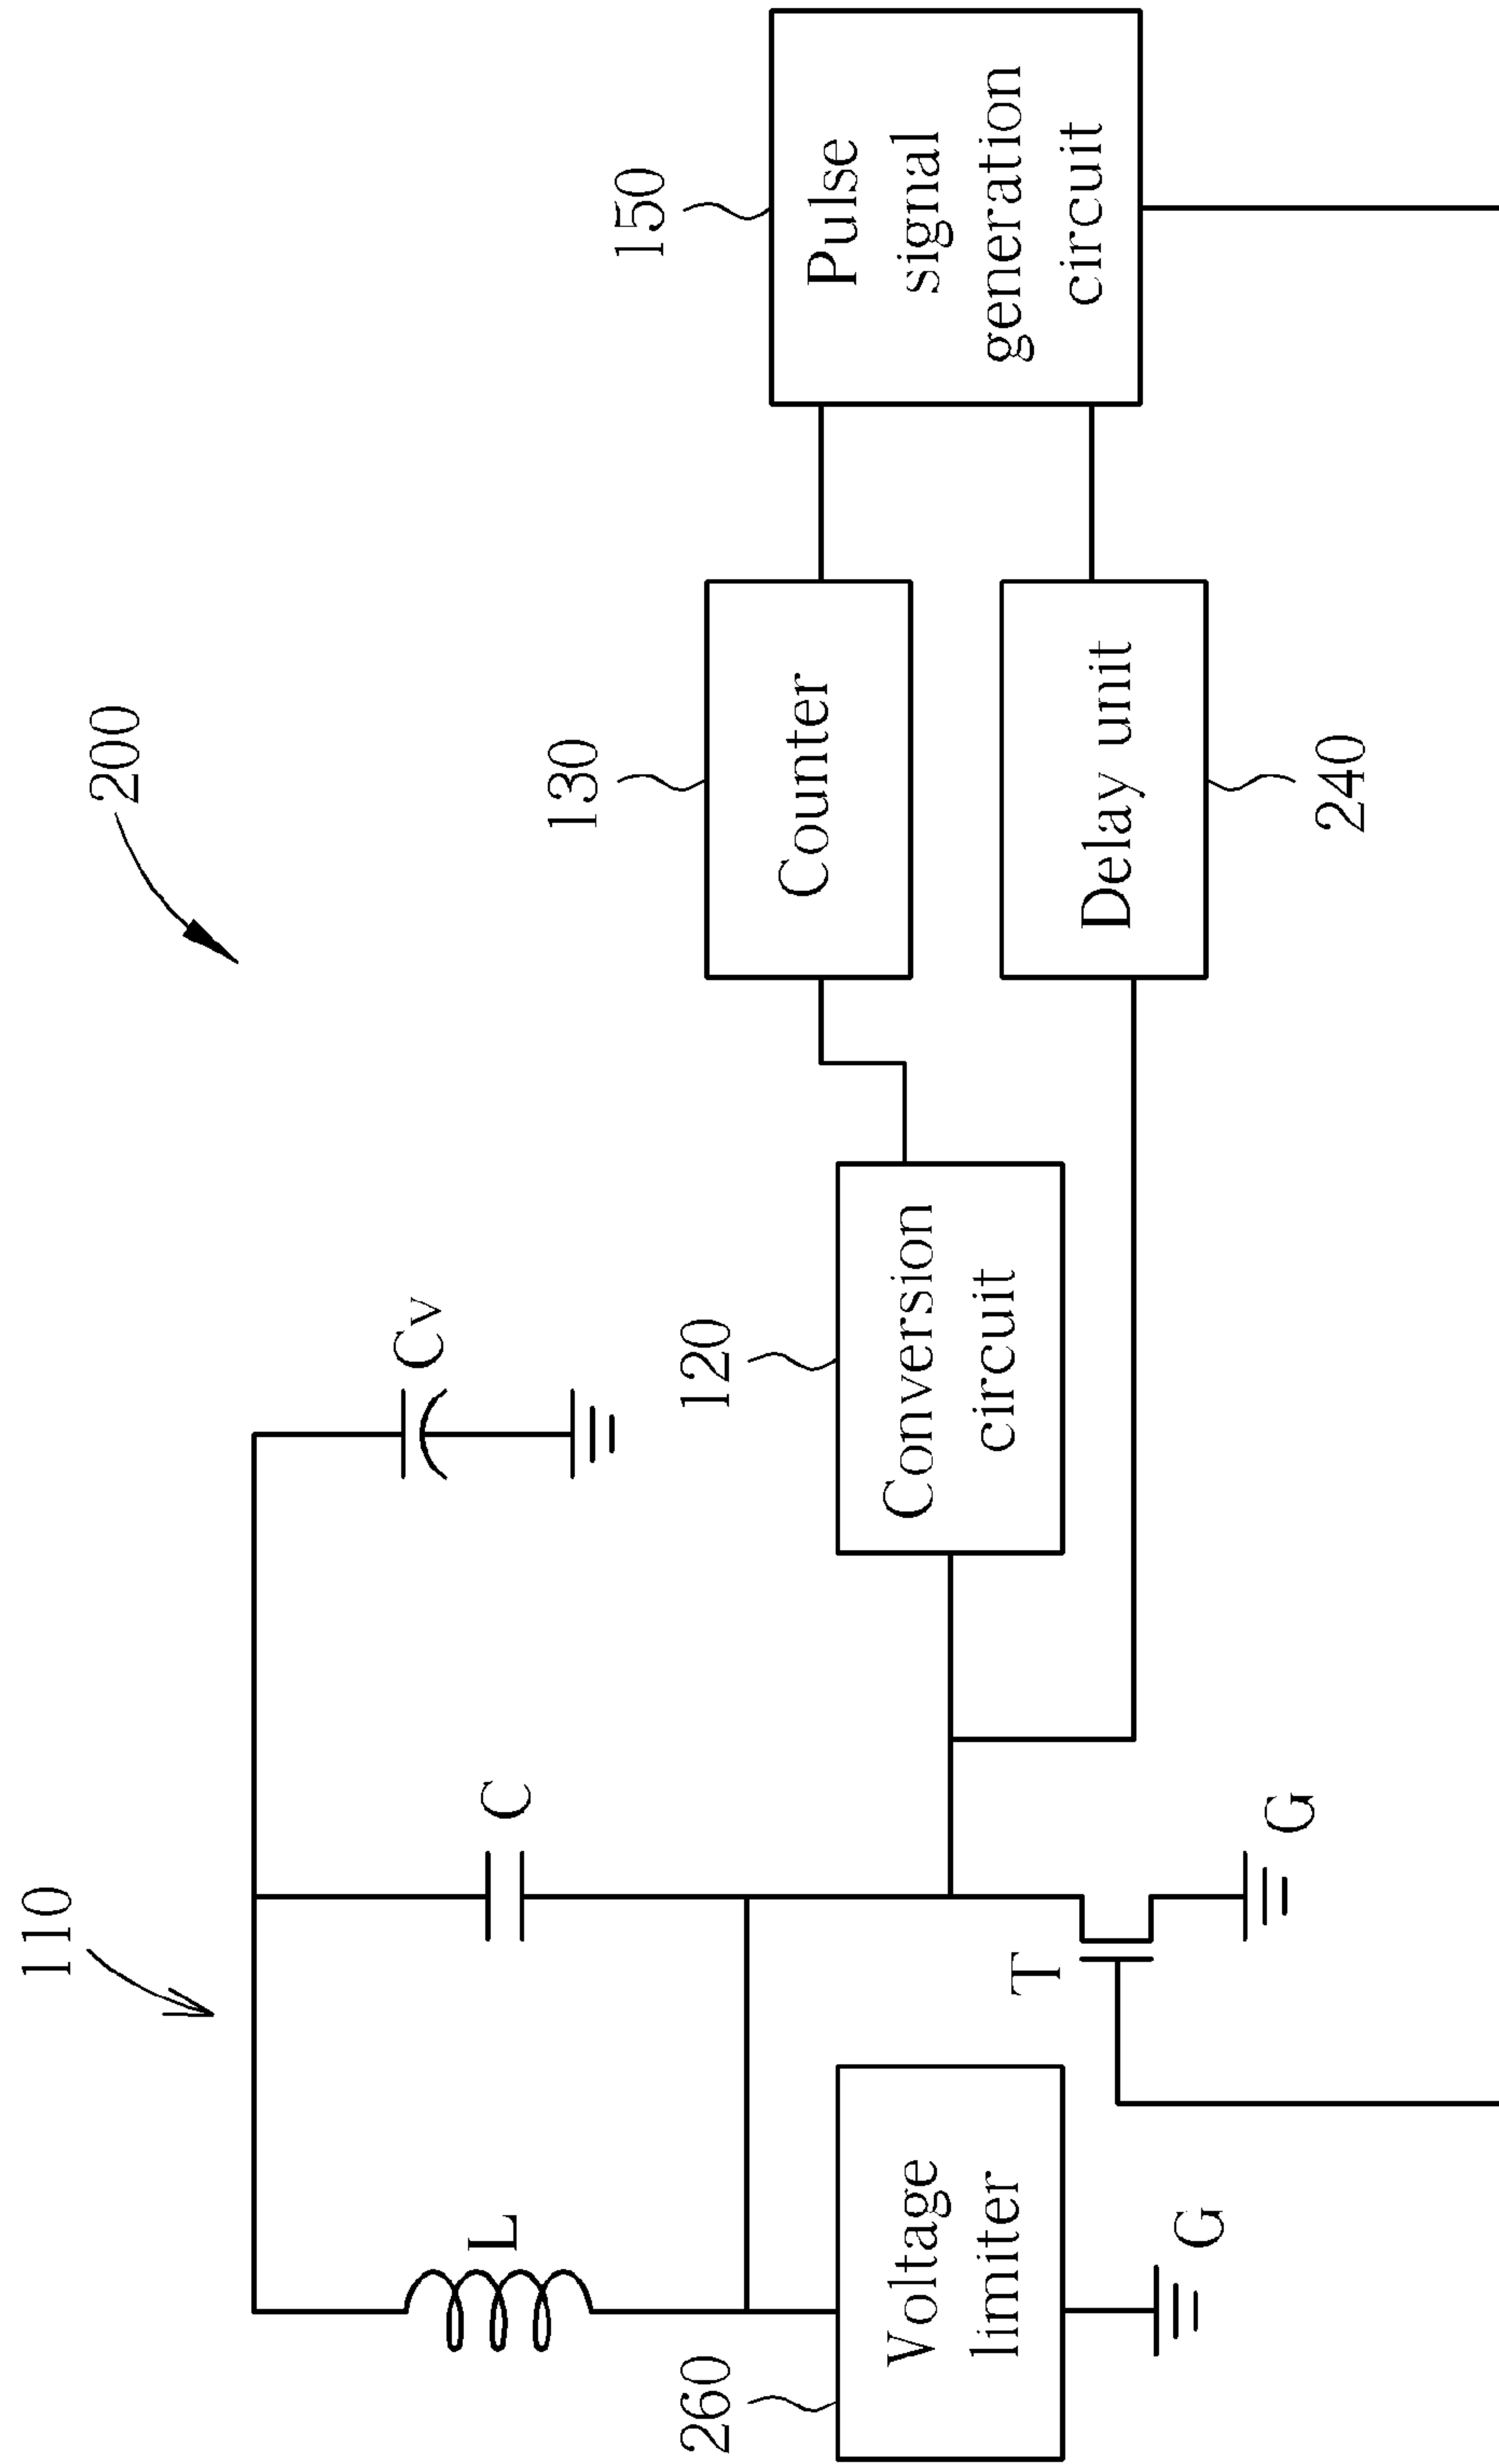 200
110
L
C
Cv
260
Voltage
limiter
G
T
G
120
Conversion
circuit
130
Counter
Delay unit
240
150
Pulse
signal
generation
circuit